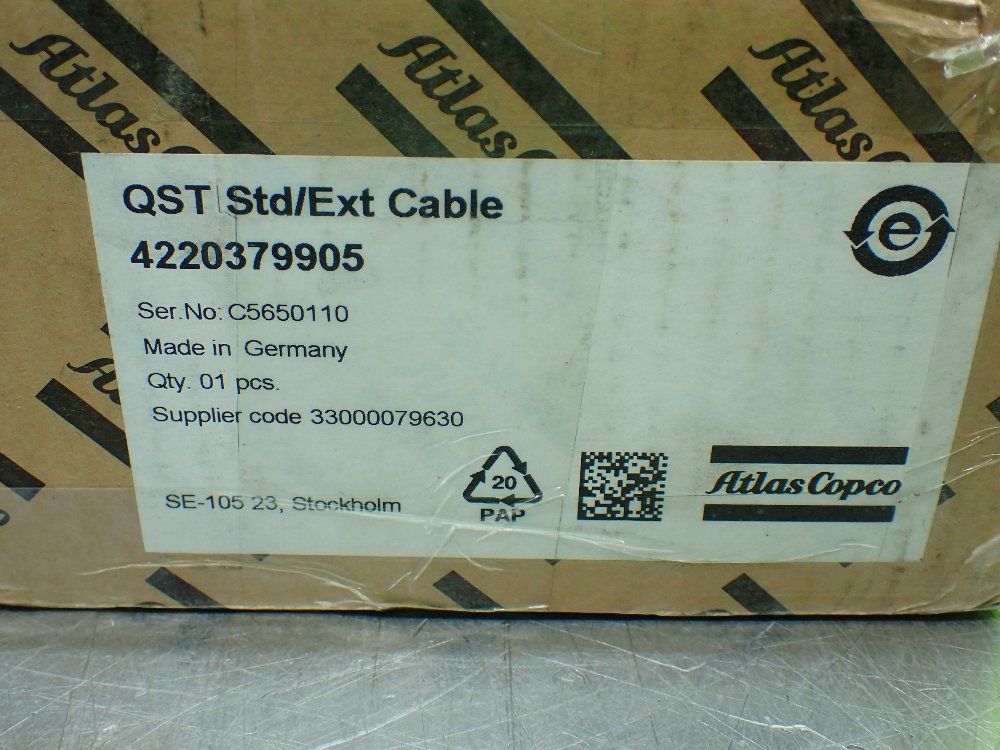 Atlas
Atlas
Atlas
QST Std/Ext Cable
4220379905
e
Ser.No: C5650110
Made in Germany
Qty. 01 pcs.
Supplier code 33000079630
SE-105 23, Stockholm
20
PAP
Atlas Copco